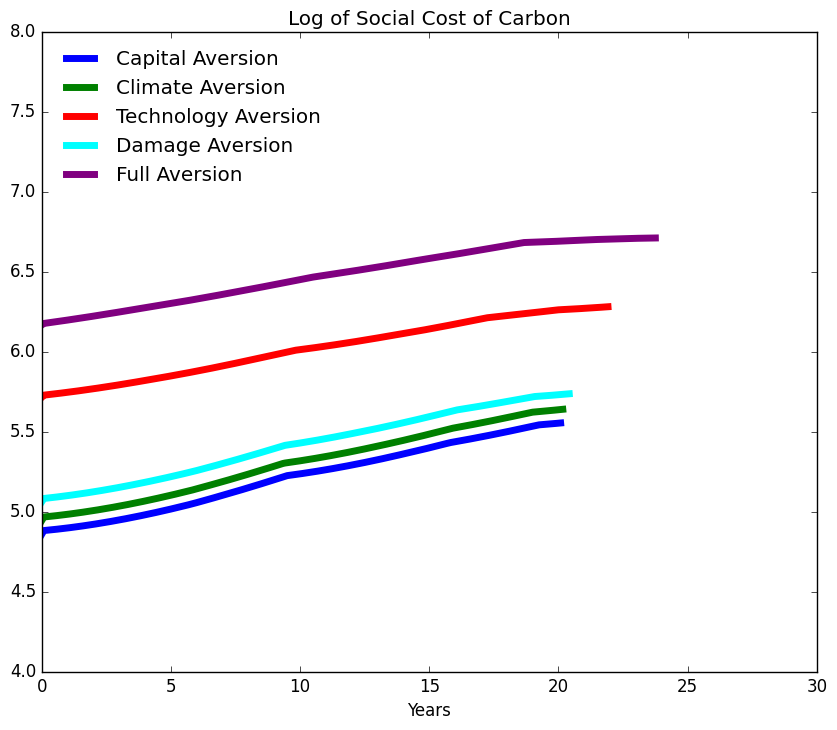 Log of Social Cost of Carbon
8.0
7.5
7.0
6.5
6.0
5.5
5.0
4.5
4.0
Capital Aversion
Climate Aversion
Technology Aversion
Damage Aversion
Full Aversion
0 5 10 15 20 25 30
Years